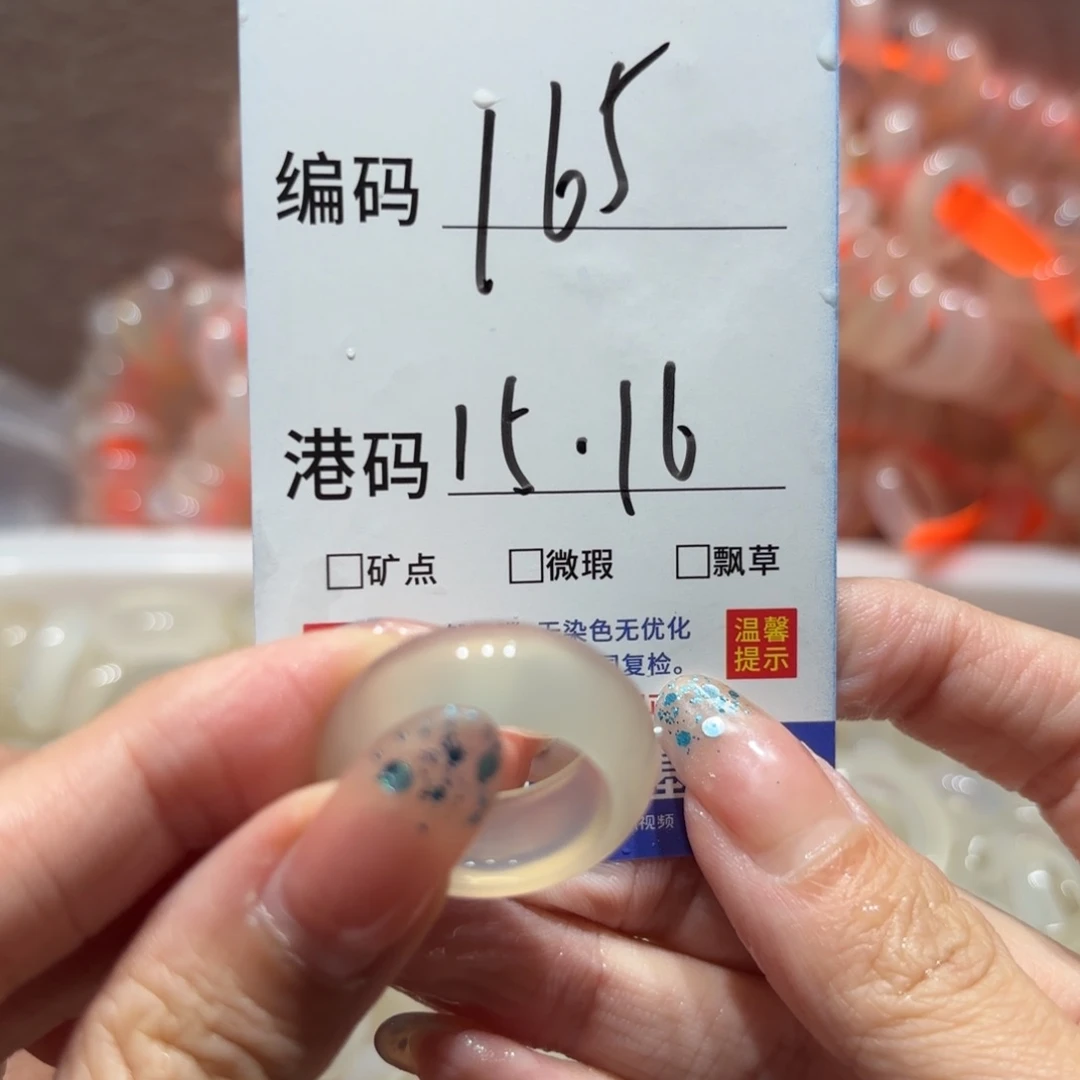 编码 165
港码 15.16
□矿点 □微瑕 □飘草
染色无优化 温馨
复检。 提示
视频